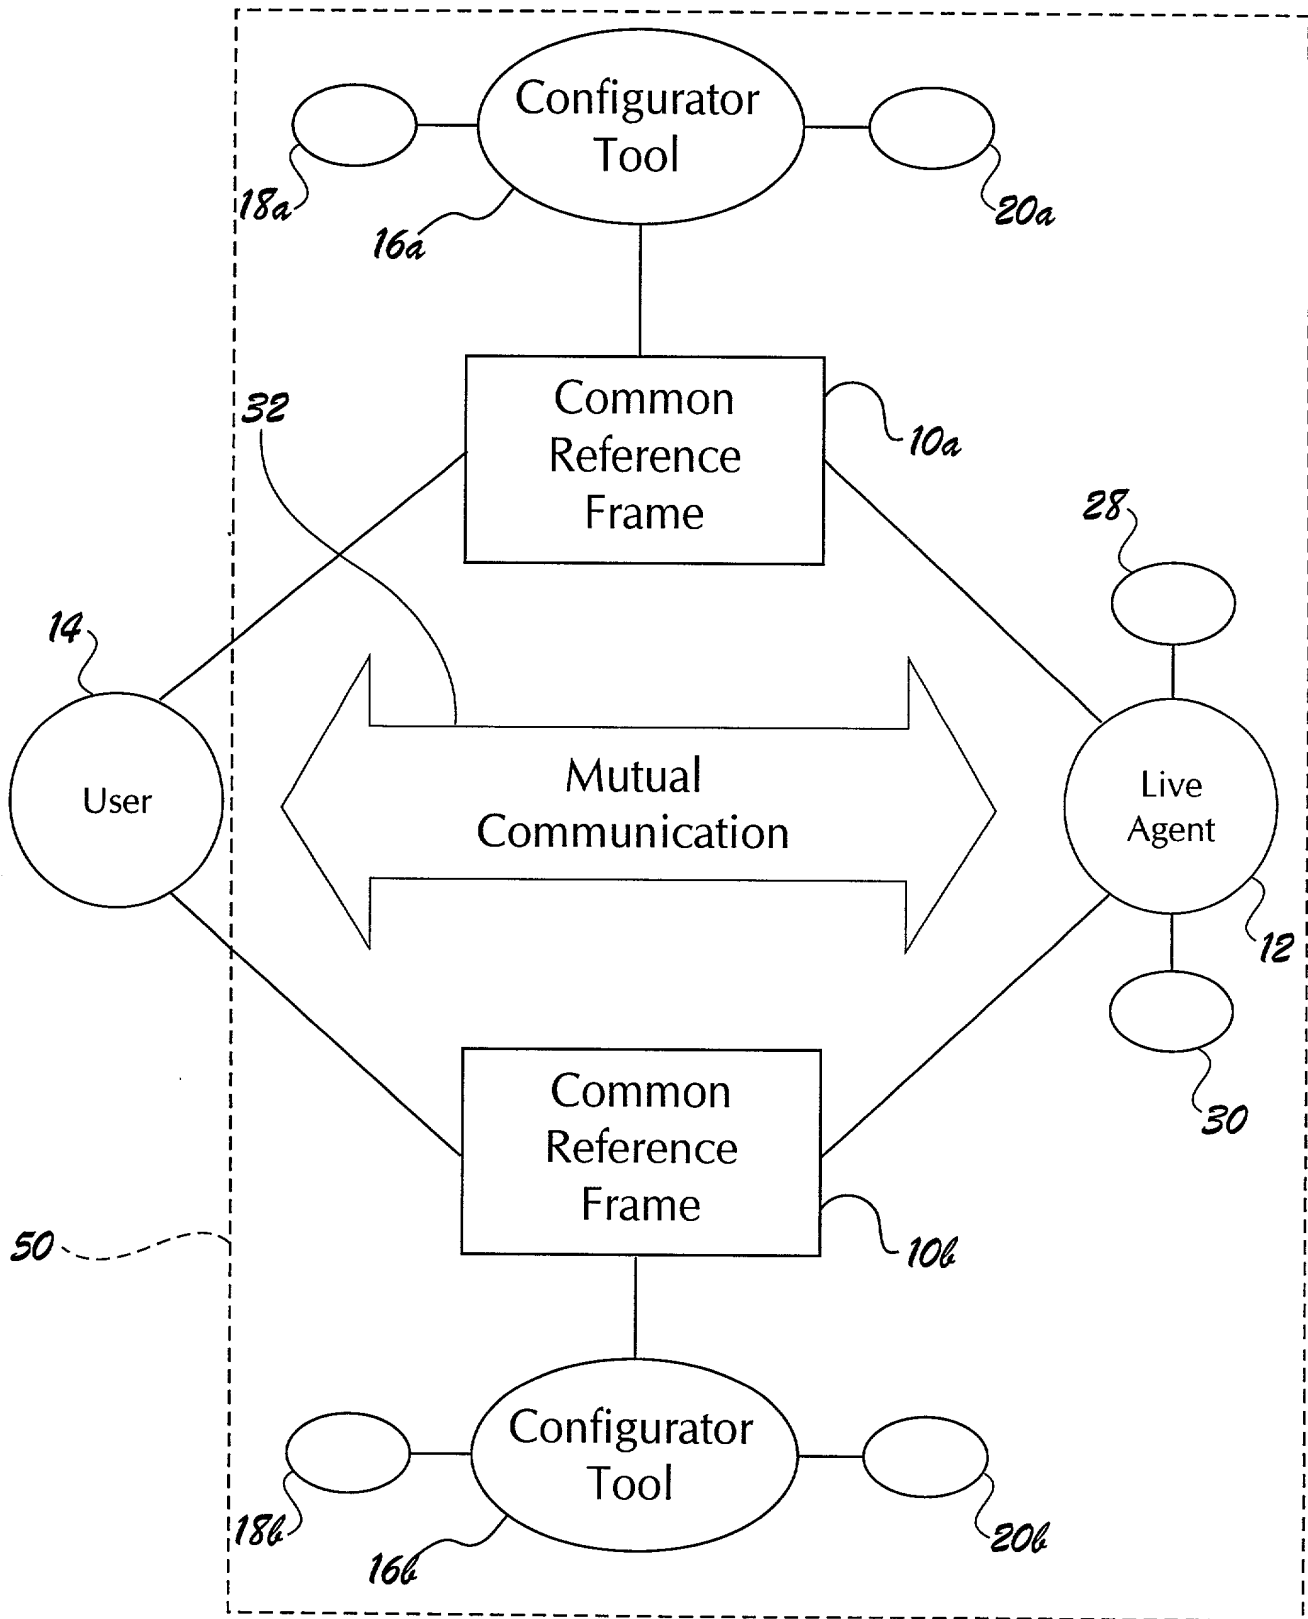 Configurator
Tool
18a
16a
20a
32
Common
Reference
Frame
10a
28
14
User
Mutual
Communication
Live
Agent
12
30
Common
Reference
Frame
10b
50
Configurator
Tool
18b
16b
20b